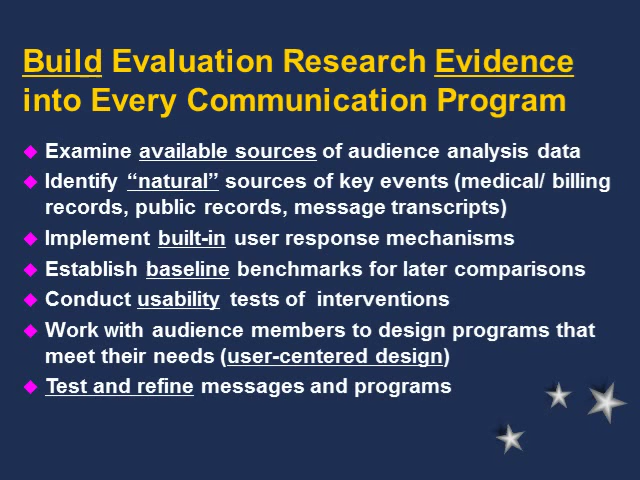 Build Evaluation Research Evidence
into Every Communication Program
Examine available sources of audience analysis data
Identify “natural” sources of key events (medical/ billing
records, public records, message transcripts)
Implement built-in user response mechanisms
Establish baseline benchmarks for later comparisons
Conduct usability tests of interventions
Work with audience members to design programs that
meet their needs (user-centered design)
Test and refine messages and programs